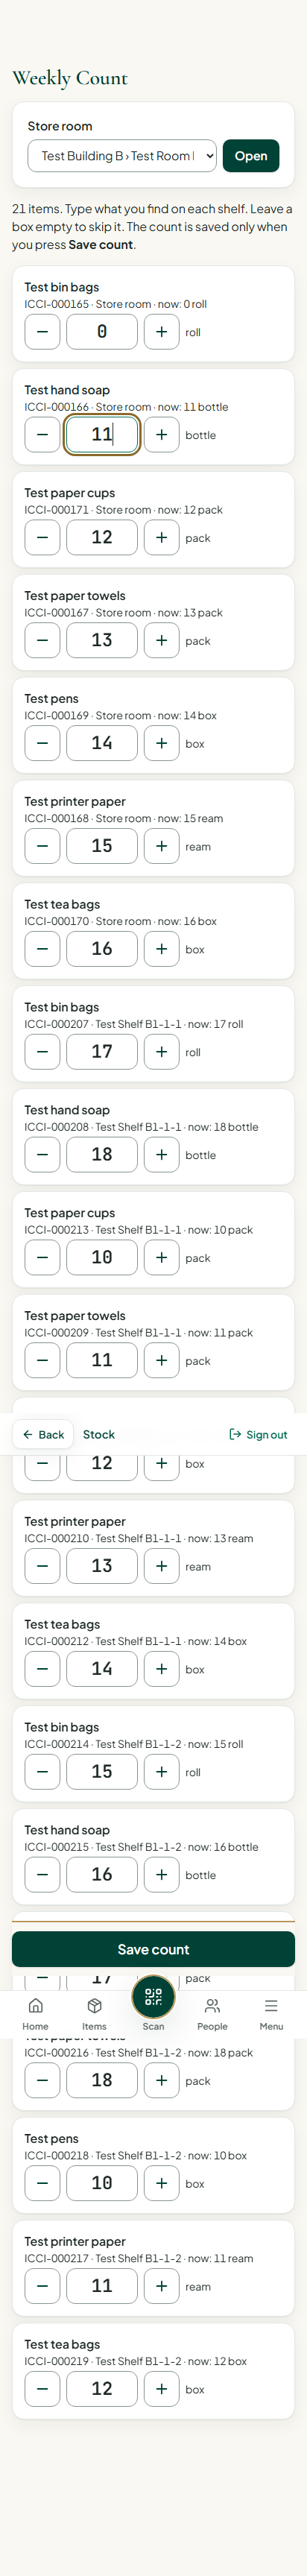 Weekly Count
Store room
Test Building B › Test Room
Open
21 items. Type what you find on each shelf. Leave a
box empty to skip it. The count is saved only when
you press Save count.
Test bin bags
ICCI-000165 · Store room · now: 0 roll
− 0 + roll
Test hand soap
ICCI-000166 · Store room · now: 11 bottle
− 11 + bottle
Test paper cups
ICCI-000171 · Store room · now: 12 pack
− 12 + pack
Test paper towels
ICCI-000167 · Store room · now: 13 pack
− 13 + pack
Test pens
ICCI-000169 · Store room · now: 14 box
− 14 + box
Test printer paper
ICCI-000168 · Store room · now: 15 ream
− 15 + ream
Test tea bags
ICCI-000170 · Store room · now: 16 box
− 16 + box
Test bin bags
ICCI-000207 · Test Shelf B1-1-1 · now: 17 roll
− 17 + roll
Test hand soap
ICCI-000208 · Test Shelf B1-1-1 · now: 18 bottle
− 18 + bottle
Test paper cups
ICCI-000213 · Test Shelf B1-1-1 · now: 10 pack
− 10 + pack
Test paper towels
ICCI-000209 · Test Shelf B1-1-1 · now: 11 pack
− 11 + pack
Back Stock Sign out
− 12 + box
Test printer paper
ICCI-000210 · Test Shelf B1-1-1 · now: 13 ream
− 13 + ream
Test tea bags
ICCI-000212 · Test Shelf B1-1-1 · now: 14 box
− 14 + box
Test bin bags
ICCI-000214 · Test Shelf B1-1-2 · now: 15 roll
− 15 + roll
Test hand soap
ICCI-000215 · Test Shelf B1-1-2 · now: 16 bottle
− 16 + bottle
Save count
17 pack
Home Items Scan People Menu
Test paper towels
ICCI-000216 · Test Shelf B1-1-2 · now: 18 pack
− 18 + pack
Test pens
ICCI-000218 · Test Shelf B1-1-2 · now: 10 box
− 10 + box
Test printer paper
ICCI-000217 · Test Shelf B1-1-2 · now: 11 ream
− 11 + ream
Test tea bags
ICCI-000219 · Test Shelf B1-1-2 · now: 12 box
− 12 + box